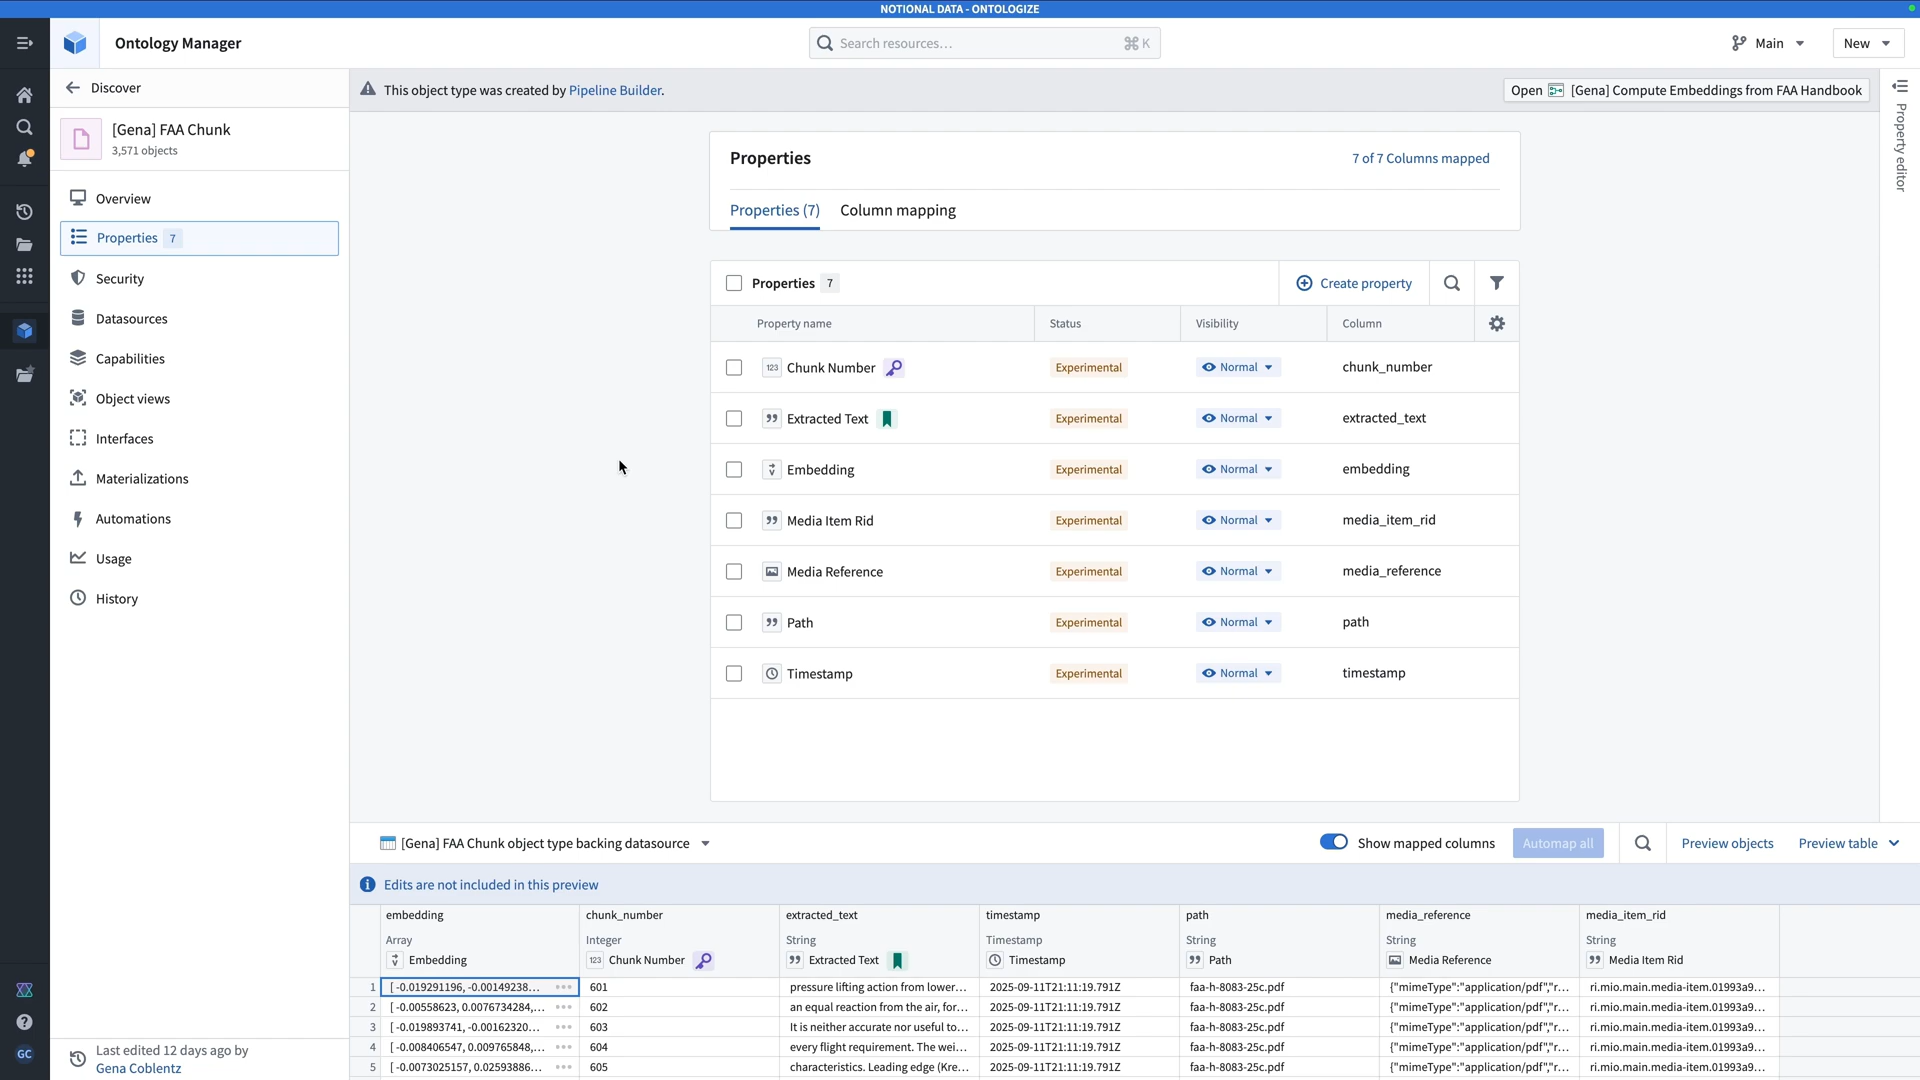 NOTIONAL DATA - ONTOLOGIZE
Ontology Manager
Search resources…
⌘ K
Main
New
Discover
[Gena] FAA Chunk
3,571 objects
Overview
Properties 7
Security
Datasources
Capabilities
Object views
Interfaces
Materializations
Automations
Usage
History
Last edited 12 days ago by
Gena Coblentz
GC
This object type was created by Pipeline Builder.
Open [Gena] Compute Embeddings from FAA Handbook
Property editor
Properties
7 of 7 Columns mapped
Properties (7) Column mapping
Properties 7
Create property
Property name Status Visibility Column
123 Chunk Number Experimental Normal chunk_number
Extracted Text Experimental Normal extracted_text
Embedding Experimental Normal embedding
Media Item Rid Experimental Normal media_item_rid
Media Reference Experimental Normal media_reference
Path Experimental Normal path
Timestamp Experimental Normal timestamp
[Gena] FAA Chunk object type backing datasource
Show mapped columns
Automap all
Preview objects
Preview table
Edits are not included in this preview
embedding chunk_number extracted_text timestamp path media_reference media_item_rid
Array Integer String Timestamp String String String
Embedding 123 Chunk Number Extracted Text Timestamp Path Media Reference Media Item Rid
1 [ -0.019291196, -0.00149238… 601 pressure lifting action from lower… 2025-09-11T21:11:19.791Z faa-h-8083-25c.pdf {"mimeType":"application/pdf","r… ri.mio.main.media-item.01993a9…
2 [ -0.00558623, 0.0076734284,… 602 an equal reaction from the air, for… 2025-09-11T21:11:19.791Z faa-h-8083-25c.pdf {"mimeType":"application/pdf","r… ri.mio.main.media-item.01993a9…
3 [ -0.019893741, -0.00162320… 603 It is neither accurate nor useful to… 2025-09-11T21:11:19.791Z faa-h-8083-25c.pdf {"mimeType":"application/pdf","r… ri.mio.main.media-item.01993a9…
4 [ -0.008406547, 0.009765848,… 604 every flight requirement. The wei… 2025-09-11T21:11:19.791Z faa-h-8083-25c.pdf {"mimeType":"application/pdf","r… ri.mio.main.media-item.01993a9…
5 [ -0.0073025157, 0.02593886… 605 characteristics. Leading edge (Kre… 2025-09-11T21:11:19.791Z faa-h-8083-25c.pdf {"mimeType":"application/pdf","r… ri.mio.main.media-item.01993a9…